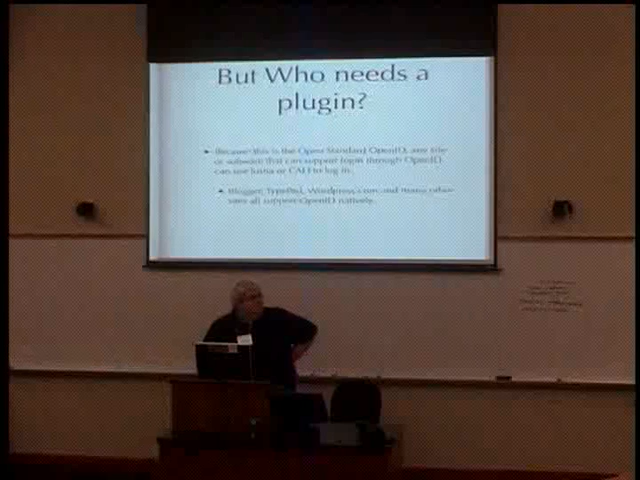 But Who needs a
plugin?
Because this is the Open Standard OpenID, any site
or software that can support login through OpenID
can use to log in.
Blogger, TypePad, Wordpress.com, and many other
sites all support OpenID natively.